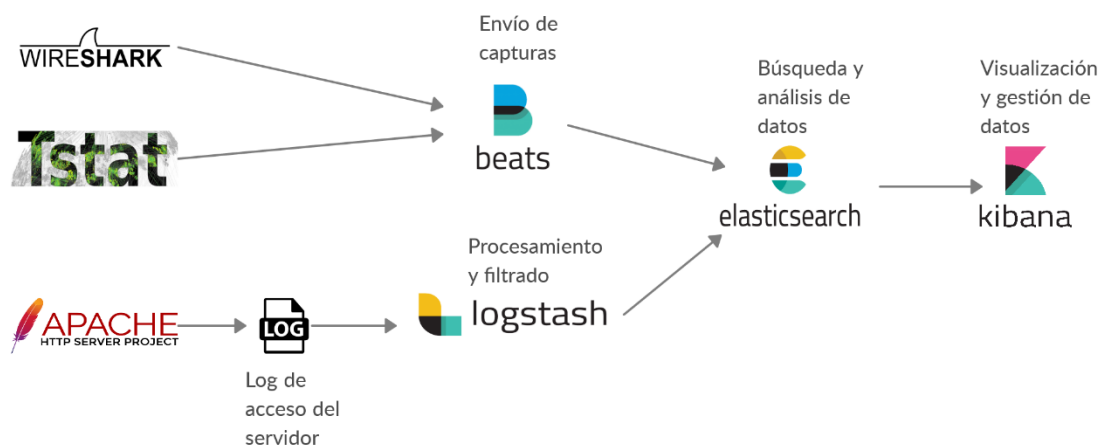 WIRESHARK
Tstat
Envío de
capturas
beats
Búsqueda y
análisis de
datos
elasticsearch
Visualización
y gestión de
datos
kibana
APACHE
HTTP SERVER PROJECT
LOG
Log de
acceso del
servidor
Procesamiento
y filtrado
logstash